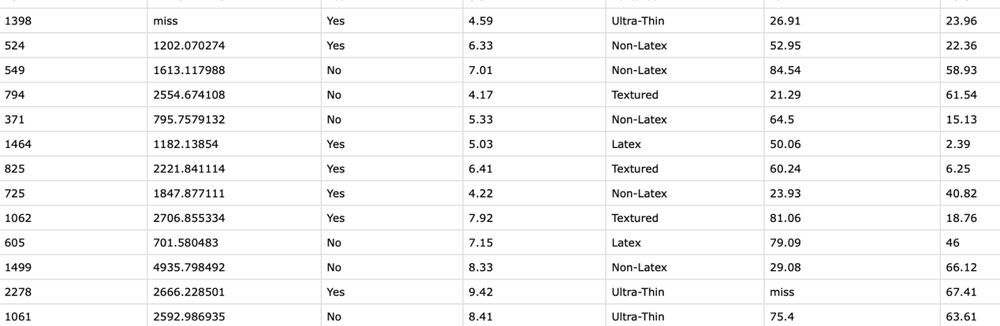 1398 miss Yes 4.59 Ultra-Thin 26.91 23.96
524 1202.070274 Yes 6.33 Non-Latex 52.95 22.36
549 1613.117988 No 7.01 Non-Latex 84.54 58.93
794 2554.674108 No 4.17 Textured 21.29 61.54
371 795.7579132 No 5.33 Non-Latex 64.5 15.13
1464 1182.13854 Yes 5.03 Latex 50.06 2.39
825 2221.841114 Yes 6.41 Textured 60.24 6.25
725 1847.877111 Yes 4.22 Non-Latex 23.93 40.82
1062 2706.855334 Yes 7.92 Textured 81.06 18.76
605 701.580483 No 7.15 Latex 79.09 46
1499 4935.798492 No 8.33 Non-Latex 29.08 66.12
2278 2666.228501 Yes 9.42 Ultra-Thin miss 67.41
1061 2592.986935 No 8.41 Ultra-Thin 75.4 63.61